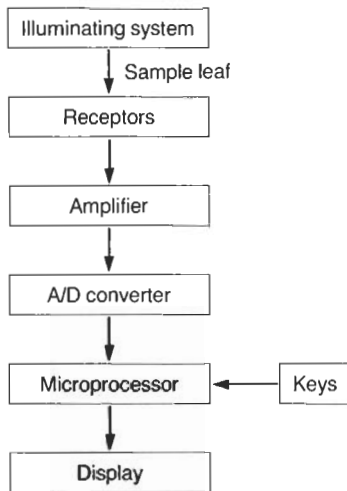 Illuminating system
Sample leaf
Receptors
Amplifier
A/D converter
Microprocessor
Keys
Display